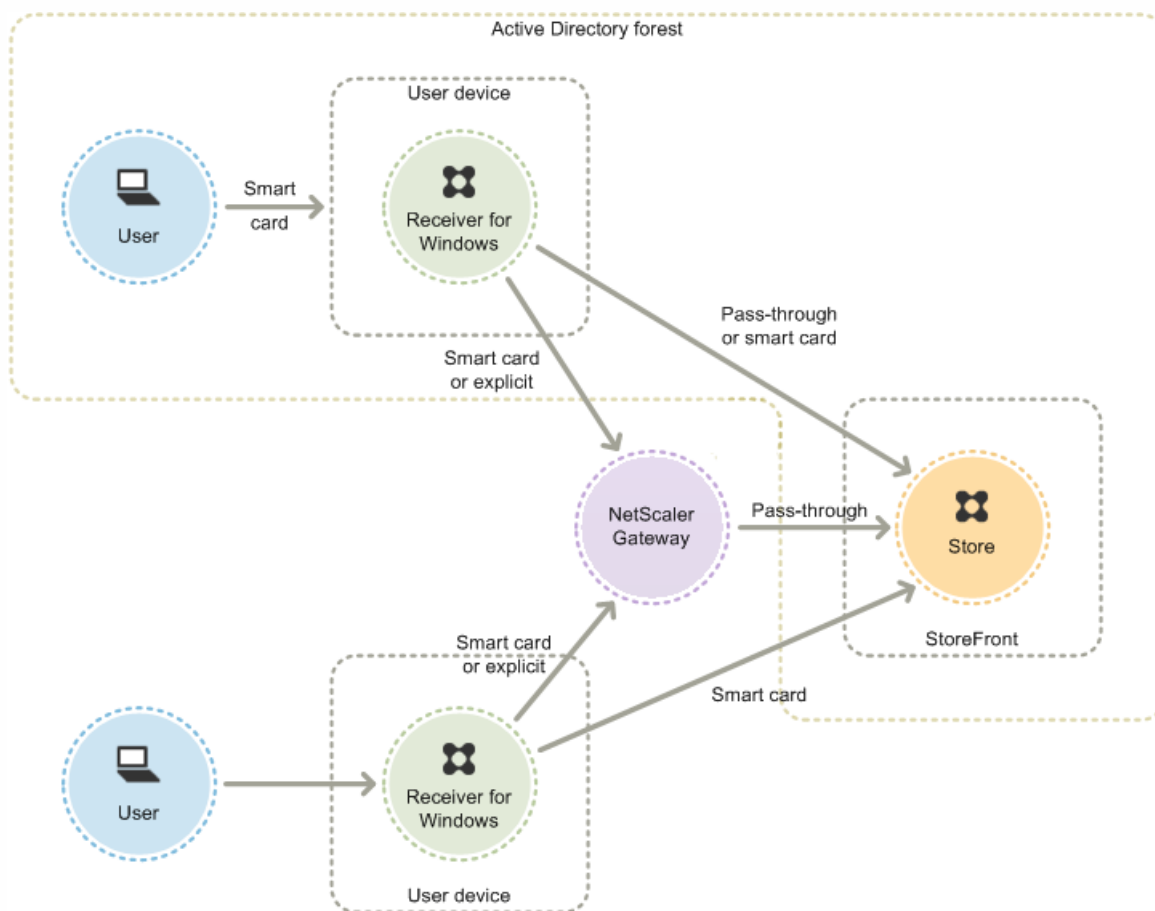 Active Directory forest
User device
User
Smart
card
Receiver for
Windows
Pass-through
or smart card
Smart card
or explicit
NetScaler
Gateway
Pass-through
Store
StoreFront
Smart card
or explicit
Smart card
User
Receiver for
Windows
User device